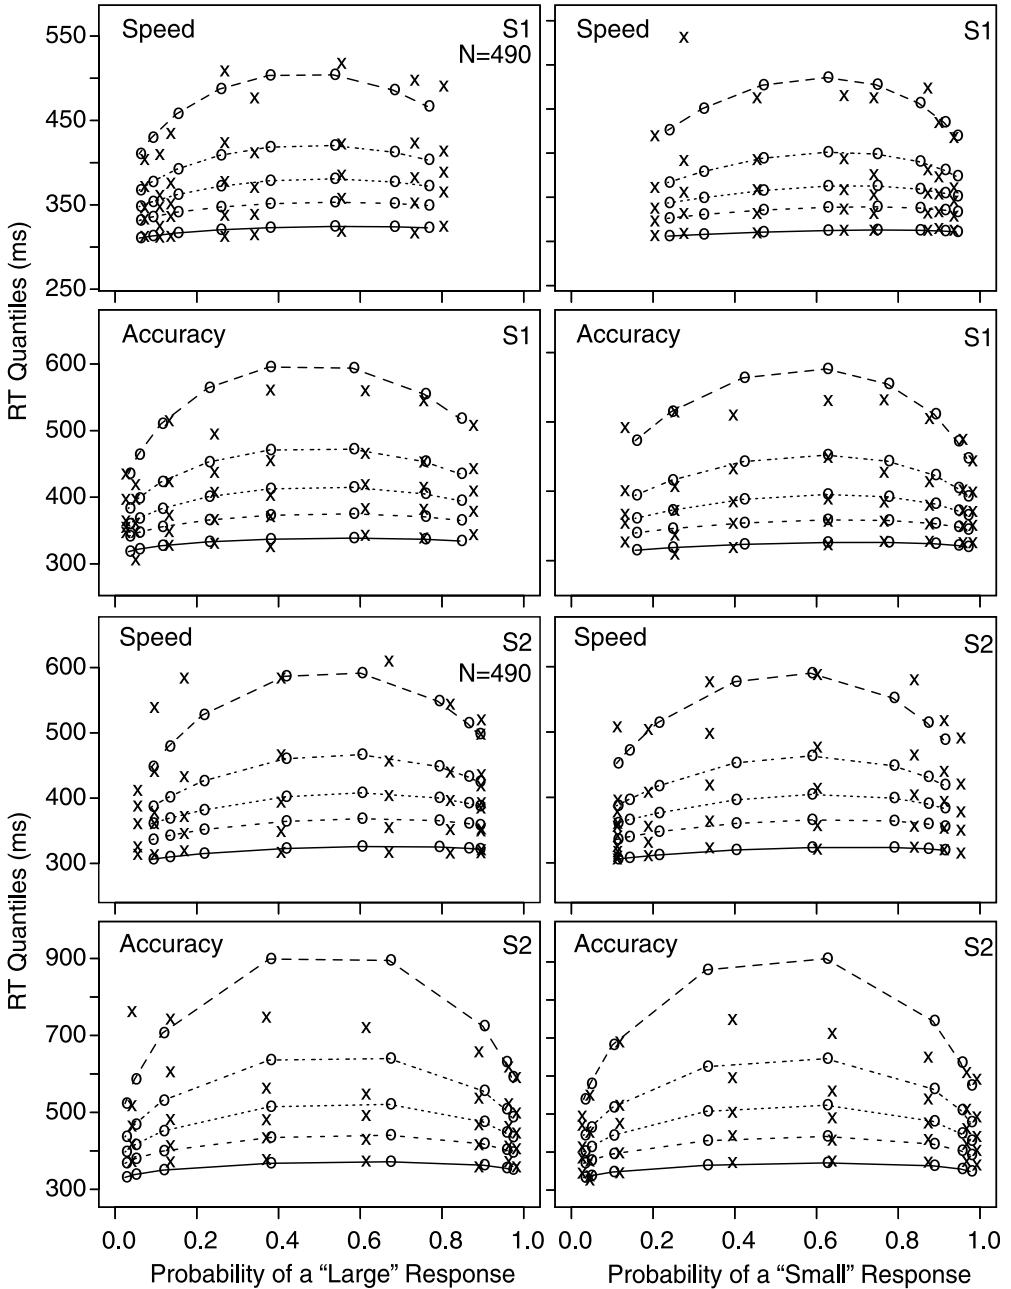 Speed S1
N=490
550
450
350
250
Speed S1
RT Quantiles (ms)
Accuracy S1
600
500
400
300
Accuracy S1
Speed S2
N=490
600
500
400
300
Speed S2
RT Quantiles (ms)
Accuracy S2
900
700
500
300
Accuracy S2
0.0 0.2 0.4 0.6 0.8 1.0
0.0 0.2 0.4 0.6 0.8 1.0
Probability of a “Large” Response
Probability of a “Small” Response